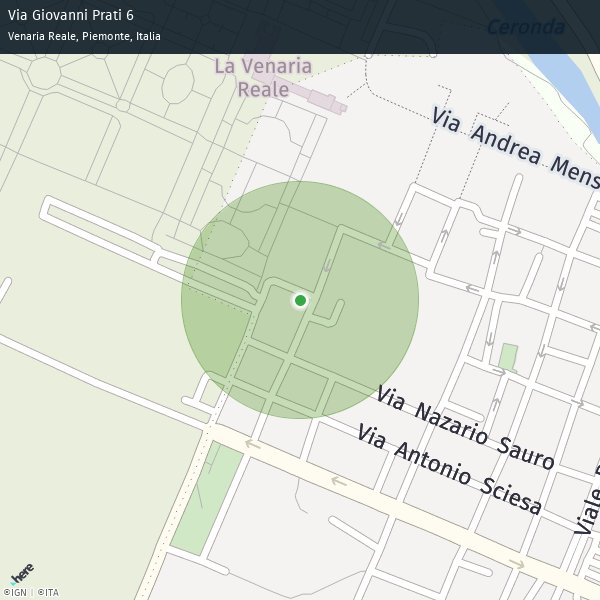 Via Giovanni Prati 6
Venaria Reale, Piemonte, Italia
Ceronda
La Venaria
Reale
Via Andrea Mens
Via Nazario Sauro
Via Antonio Sciesa
Viale
here
©IGN | ©ITA